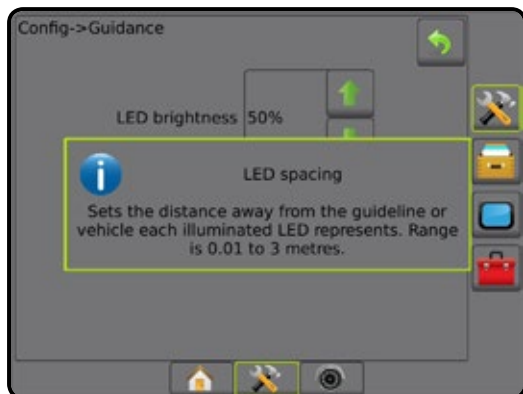 Config->Guidance
LED brightness 50%
LED spacing
Sets the distance away from the guideline or
vehicle each illuminated LED represents. Range
is 0.01 to 3 metres.